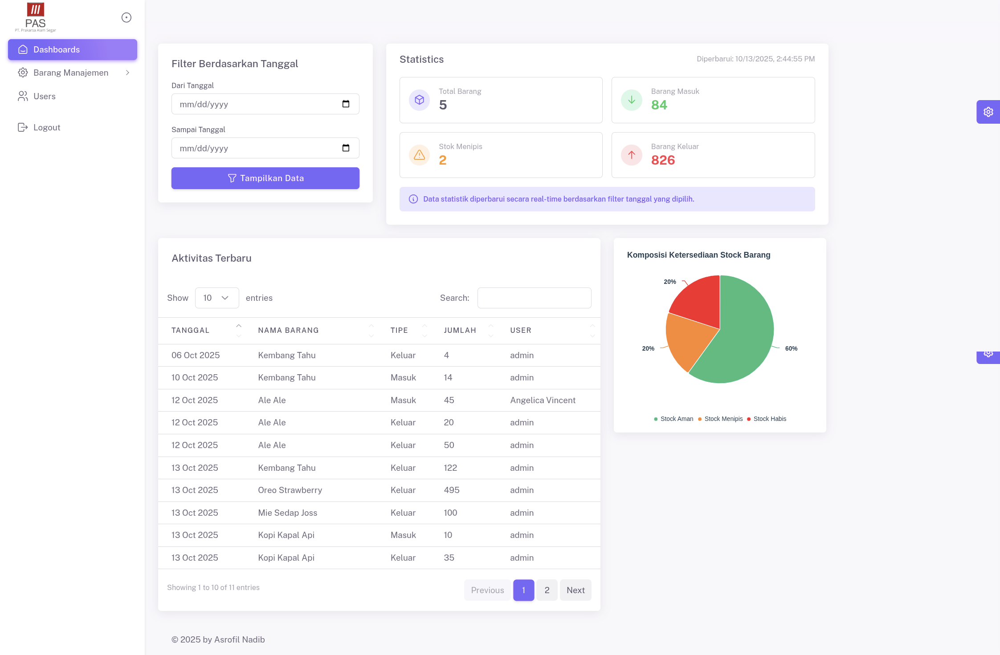 PAS
PT. Prakarsa Alam Segar
Dashboards
Barang Manajemen
Users
Logout
Filter Berdasarkan Tanggal
Dari Tanggal
mm/dd/yyyy
Sampai Tanggal
mm/dd/yyyy
Tampilkan Data
Statistics
Diperbarui: 10/13/2025, 2:44:55 PM
Total Barang
5
Barang Masuk
84
Stok Menipis
2
Barang Keluar
826
Data statistik diperbarui secara real-time berdasarkan filter tanggal yang dipilih.
Aktivitas Terbaru
Show 10 entries Search:
TANGGAL NAMA BARANG TIPE JUMLAH USER
06 Oct 2025 Kembang Tahu Keluar 4 admin
10 Oct 2025 Kembang Tahu Masuk 14 admin
12 Oct 2025 Ale Ale Masuk 45 Angelica Vincent
12 Oct 2025 Ale Ale Keluar 20 admin
12 Oct 2025 Ale Ale Keluar 50 admin
13 Oct 2025 Kembang Tahu Keluar 122 admin
13 Oct 2025 Oreo Strawberry Keluar 495 admin
13 Oct 2025 Mie Sedap Joss Keluar 100 admin
13 Oct 2025 Kopi Kapal Api Masuk 10 admin
13 Oct 2025 Kopi Kapal Api Keluar 35 admin
Showing 1 to 10 of 11 entries
Previous 1 2 Next
Komposisi Ketersediaan Stock Barang
20%
20%
60%
Stock Aman Stock Menipis Stock Habis
© 2025 by Asrofil Nadib